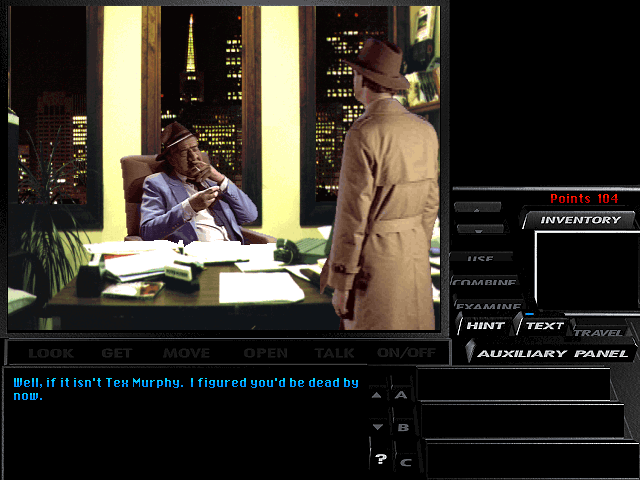 Points 104
INVENTORY
USE
COMBINE
EXAMINE
HINT TEXT TRAVEL
AUXILIARY PANEL
LOOK GET MOVE OPEN TALK ON/OFF
Well, if it isn't Tex Murphy. I figured you'd be dead by
now.
A
B
? C